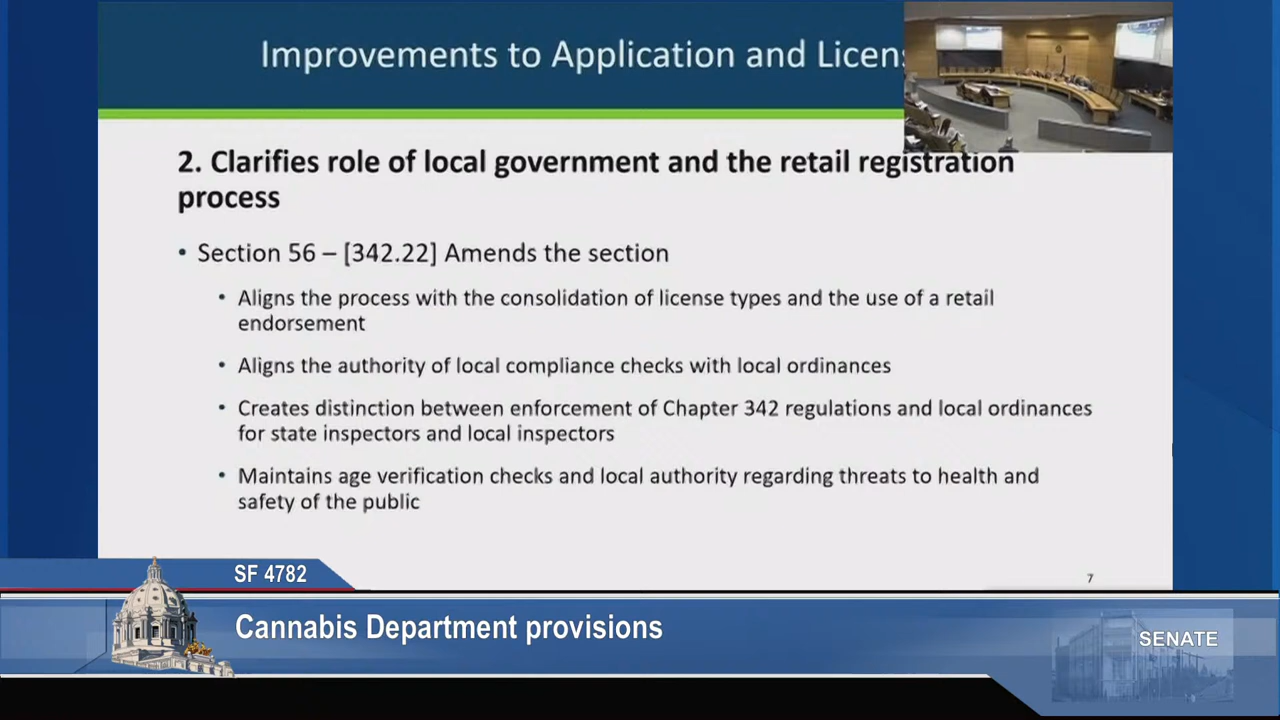 Improvements to Application and Licens
2. Clarifies role of local government and the retail registration
process
• Section 56 – [342.22] Amends the section
• Aligns the process with the consolidation of license types and the use of a retail
endorsement
• Aligns the authority of local compliance checks with local ordinances
• Creates distinction between enforcement of Chapter 342 regulations and local ordinances
for state inspectors and local inspectors
• Maintains age verification checks and local authority regarding threats to health and
safety of the public
7
SF 4782
Cannabis Department provisions
SENATE